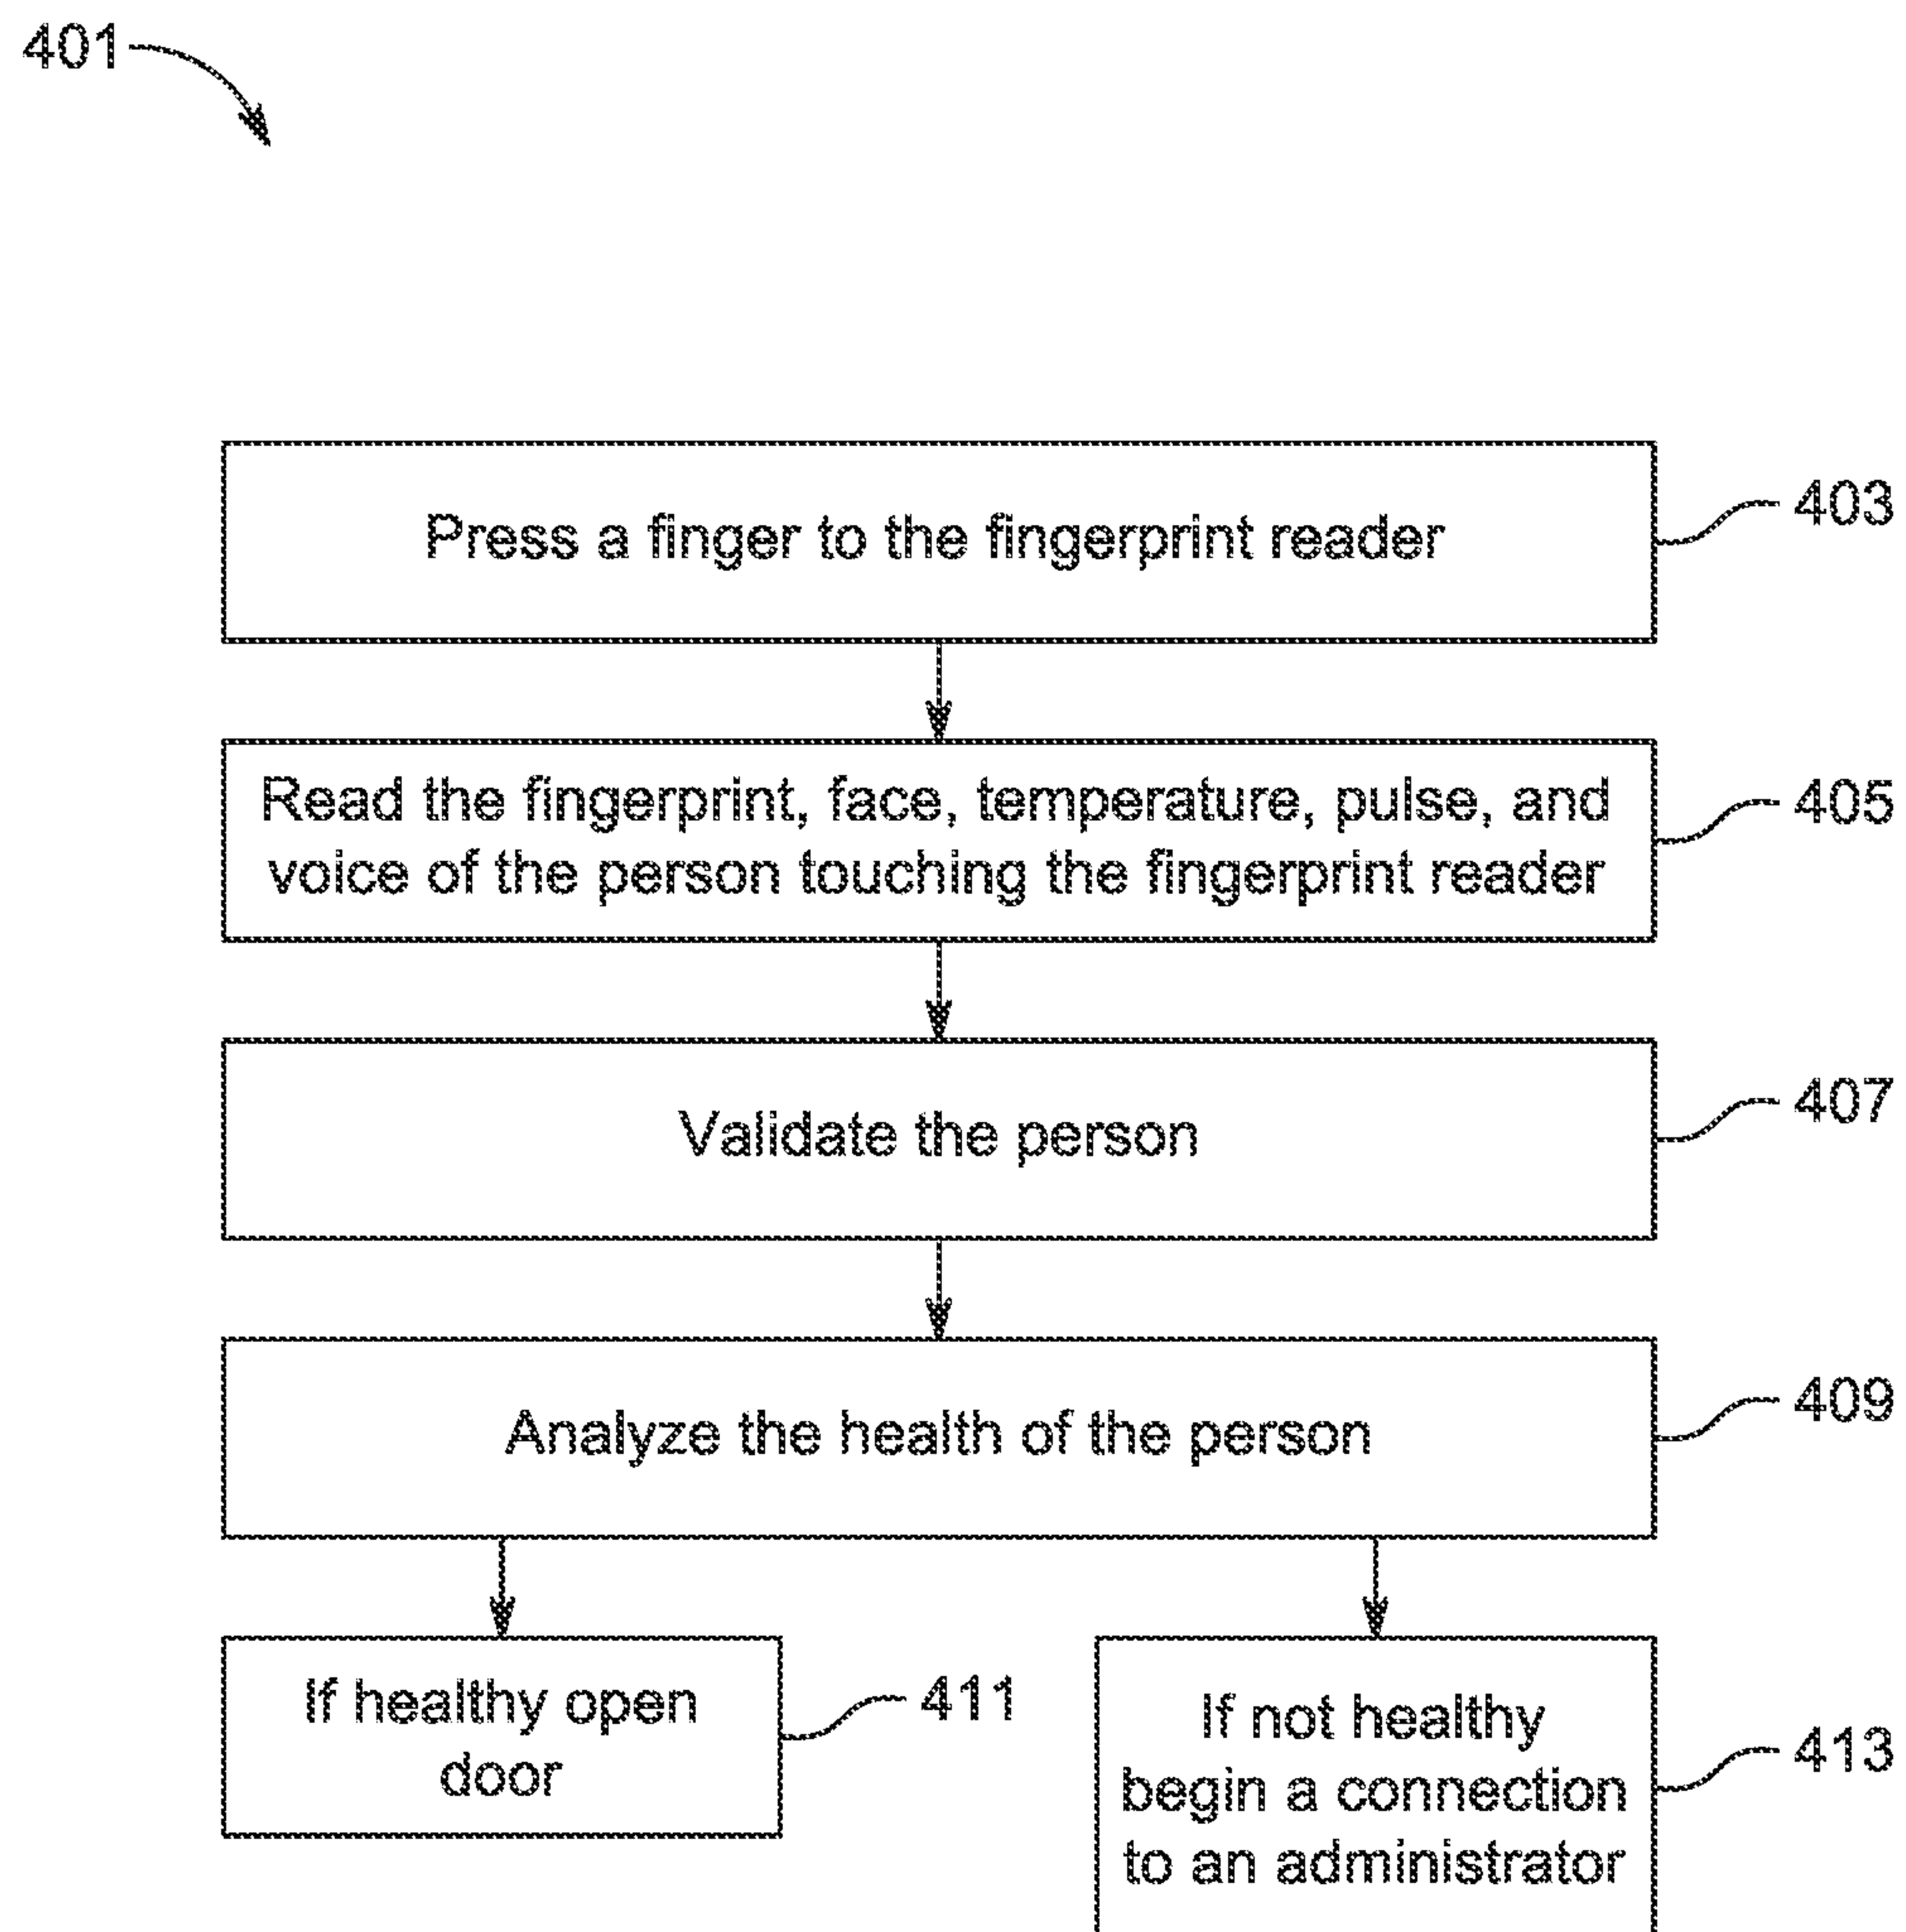 401
Press a finger to the fingerprint reader
403
Read the fingerprint, face, temperature, pulse, and
voice of the person touching the fingerprint reader
405
Validate the person
407
Analyze the health of the person
409
If healthy open
door
411
If not healthy
begin a connection
to an administrator
413